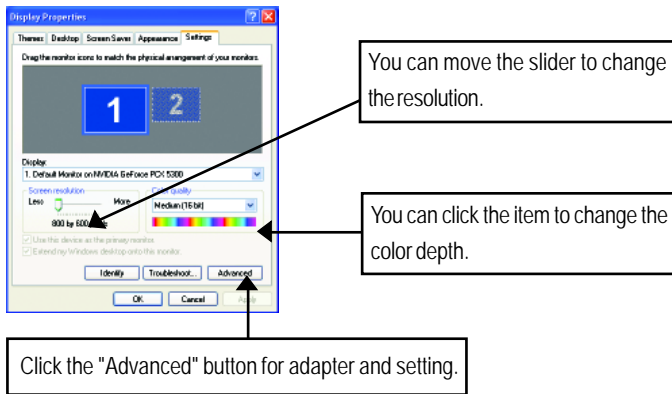 Display Properties
Themes Desktop Screen Saver Appearance Settings
Drag the monitor icons to match the physical arrangement of your monitors.
1 2
Display:
1. Default Monitor on NVIDIA GeForce PCX 5300
Screen resolution
Less More
800 by 600
Color quality
Medium (16 bit)
Use this device as the primary monitor.
Extend my Windows desktop onto this monitor.
Identify Troubleshoot... Advanced
OK Cancel Apply
You can move the slider to change
the resolution.
You can click the item to change the
color depth.
Click the "Advanced" button for adapter and setting.